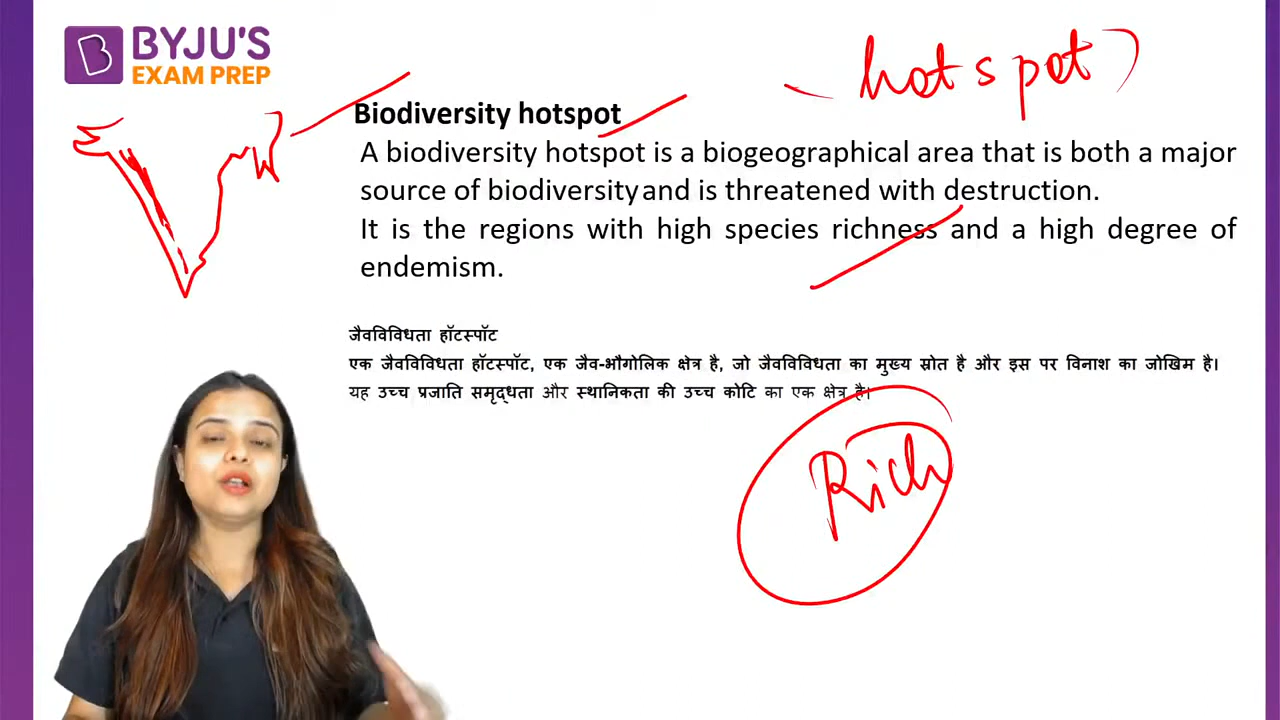 BYJU'S
EXAM PREP
hotspot
Biodiversity hotspot
A biodiversity hotspot is a biogeographical area that is both a major
source of biodiversity and is threatened with destruction.
It is the regions with high species richness and a high degree of
endemism.
जैवविविधता हॉटस्पॉट
एक जैवविविधता हॉटस्पॉट, एक जैव-भौगोलिक क्षेत्र है, जो जैवविविधता का मुख्य स्रोत है और इस पर विनाश का जोखिम है।
यह उच्च प्रजाति समृद्धता और स्थानिकता की उच्च कोटि का एक क्षेत्र है।
Rich